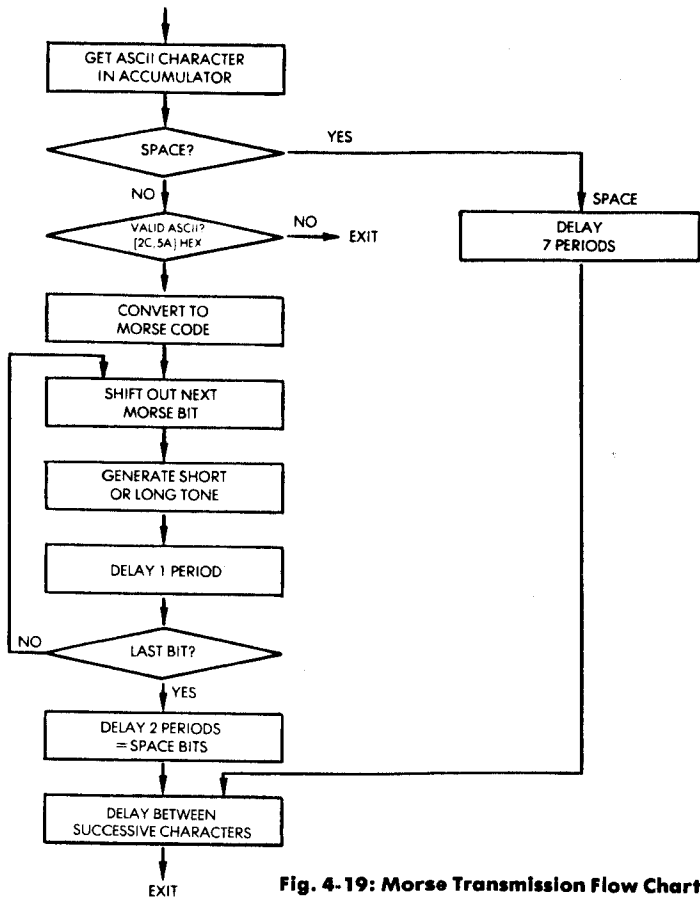 GET ASCII CHARACTER
IN ACCUMULATOR
SPACE?
YES
NO
VALID ASCII?
[2C,5A] HEX
NO
EXIT
SPACE
DELAY
7 PERIODS
CONVERT TO
MORSE CODE
SHIFT OUT NEXT
MORSE BIT
GENERATE SHORT
OR LONG TONE
DELAY 1 PERIOD
NO
LAST BIT?
YES
DELAY 2 PERIODS
= SPACE BITS
DELAY BETWEEN
SUCCESSIVE CHARACTERS
EXIT
Fig. 4-19: Morse Transmission Flow Chart